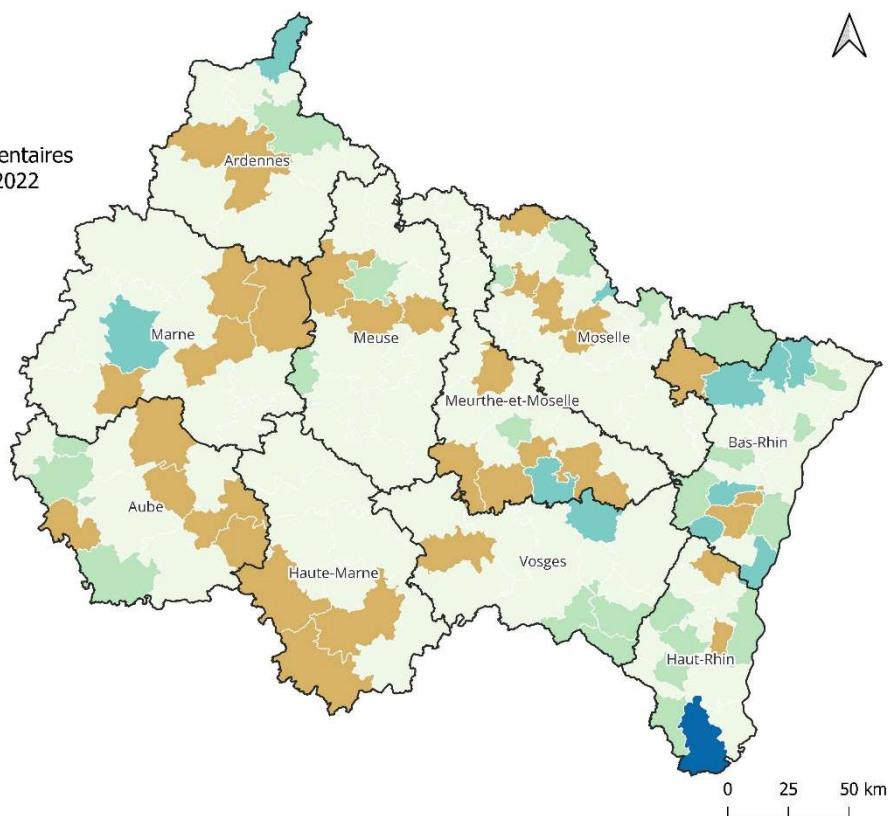 entaires
2022
Ardennes
Marne
Meuse
Moselle
Meurthe-et-Moselle
Bas-Rhin
Aube
Haute-Marne
Vosges
Haut-Rhin
0 25 50 km